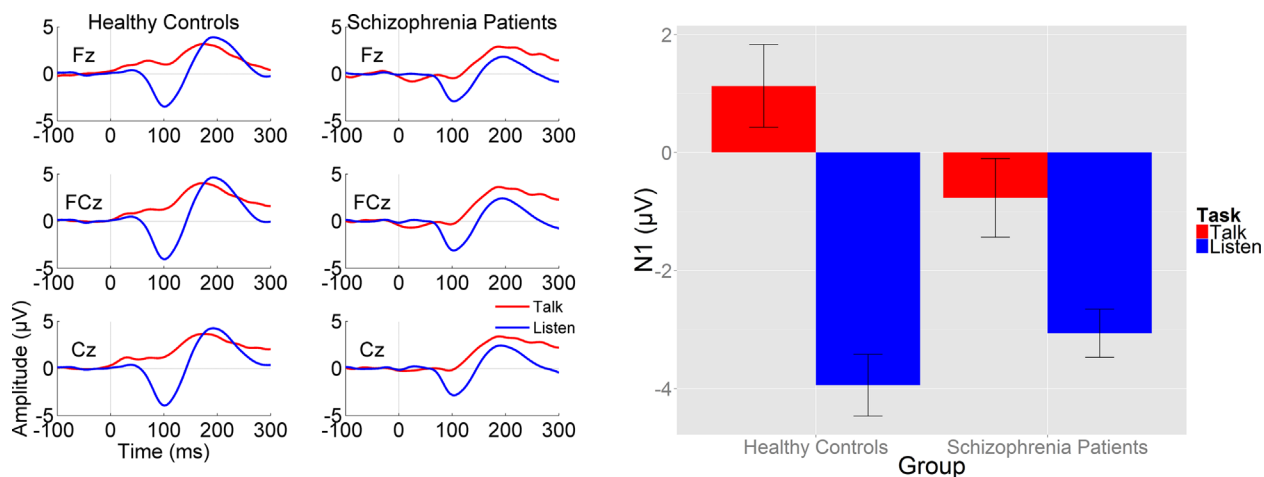 Healthy Controls
Schizophrenia Patients
5
0
-5
Fz
-100 0 100 200 300
5
0
-5
Fz
-100 0 100 200 300
5
0
-5
FCz
-100 0 100 200 300
5
0
-5
FCz
-100 0 100 200 300
Amplitude (µV)
5
0
-5
Cz
-100 0 100 200 300
Time (ms)
Talk
Listen
5
0
-5
Cz
-100 0 100 200 300
N1 (µV)
2
0
-2
-4
Healthy Controls
Schizophrenia Patients
Group
Task
Talk
Listen